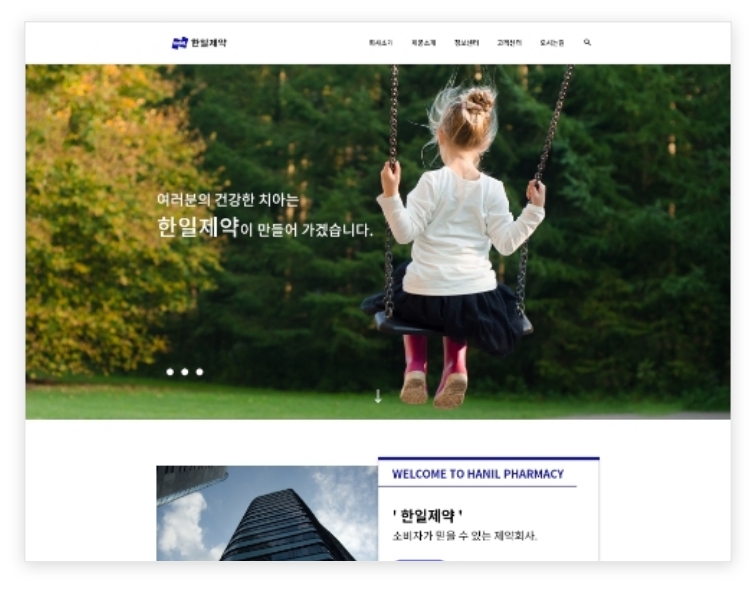 한일제약
회사소개 제품소개 정보센터 고객센터 오시는길
여러분의 건강한 치아는
한일제약이 만들어 가겠습니다.
WELCOME TO HANIL PHARMACY
' 한일제약 '
소비자가 믿을 수 있는 제약회사.